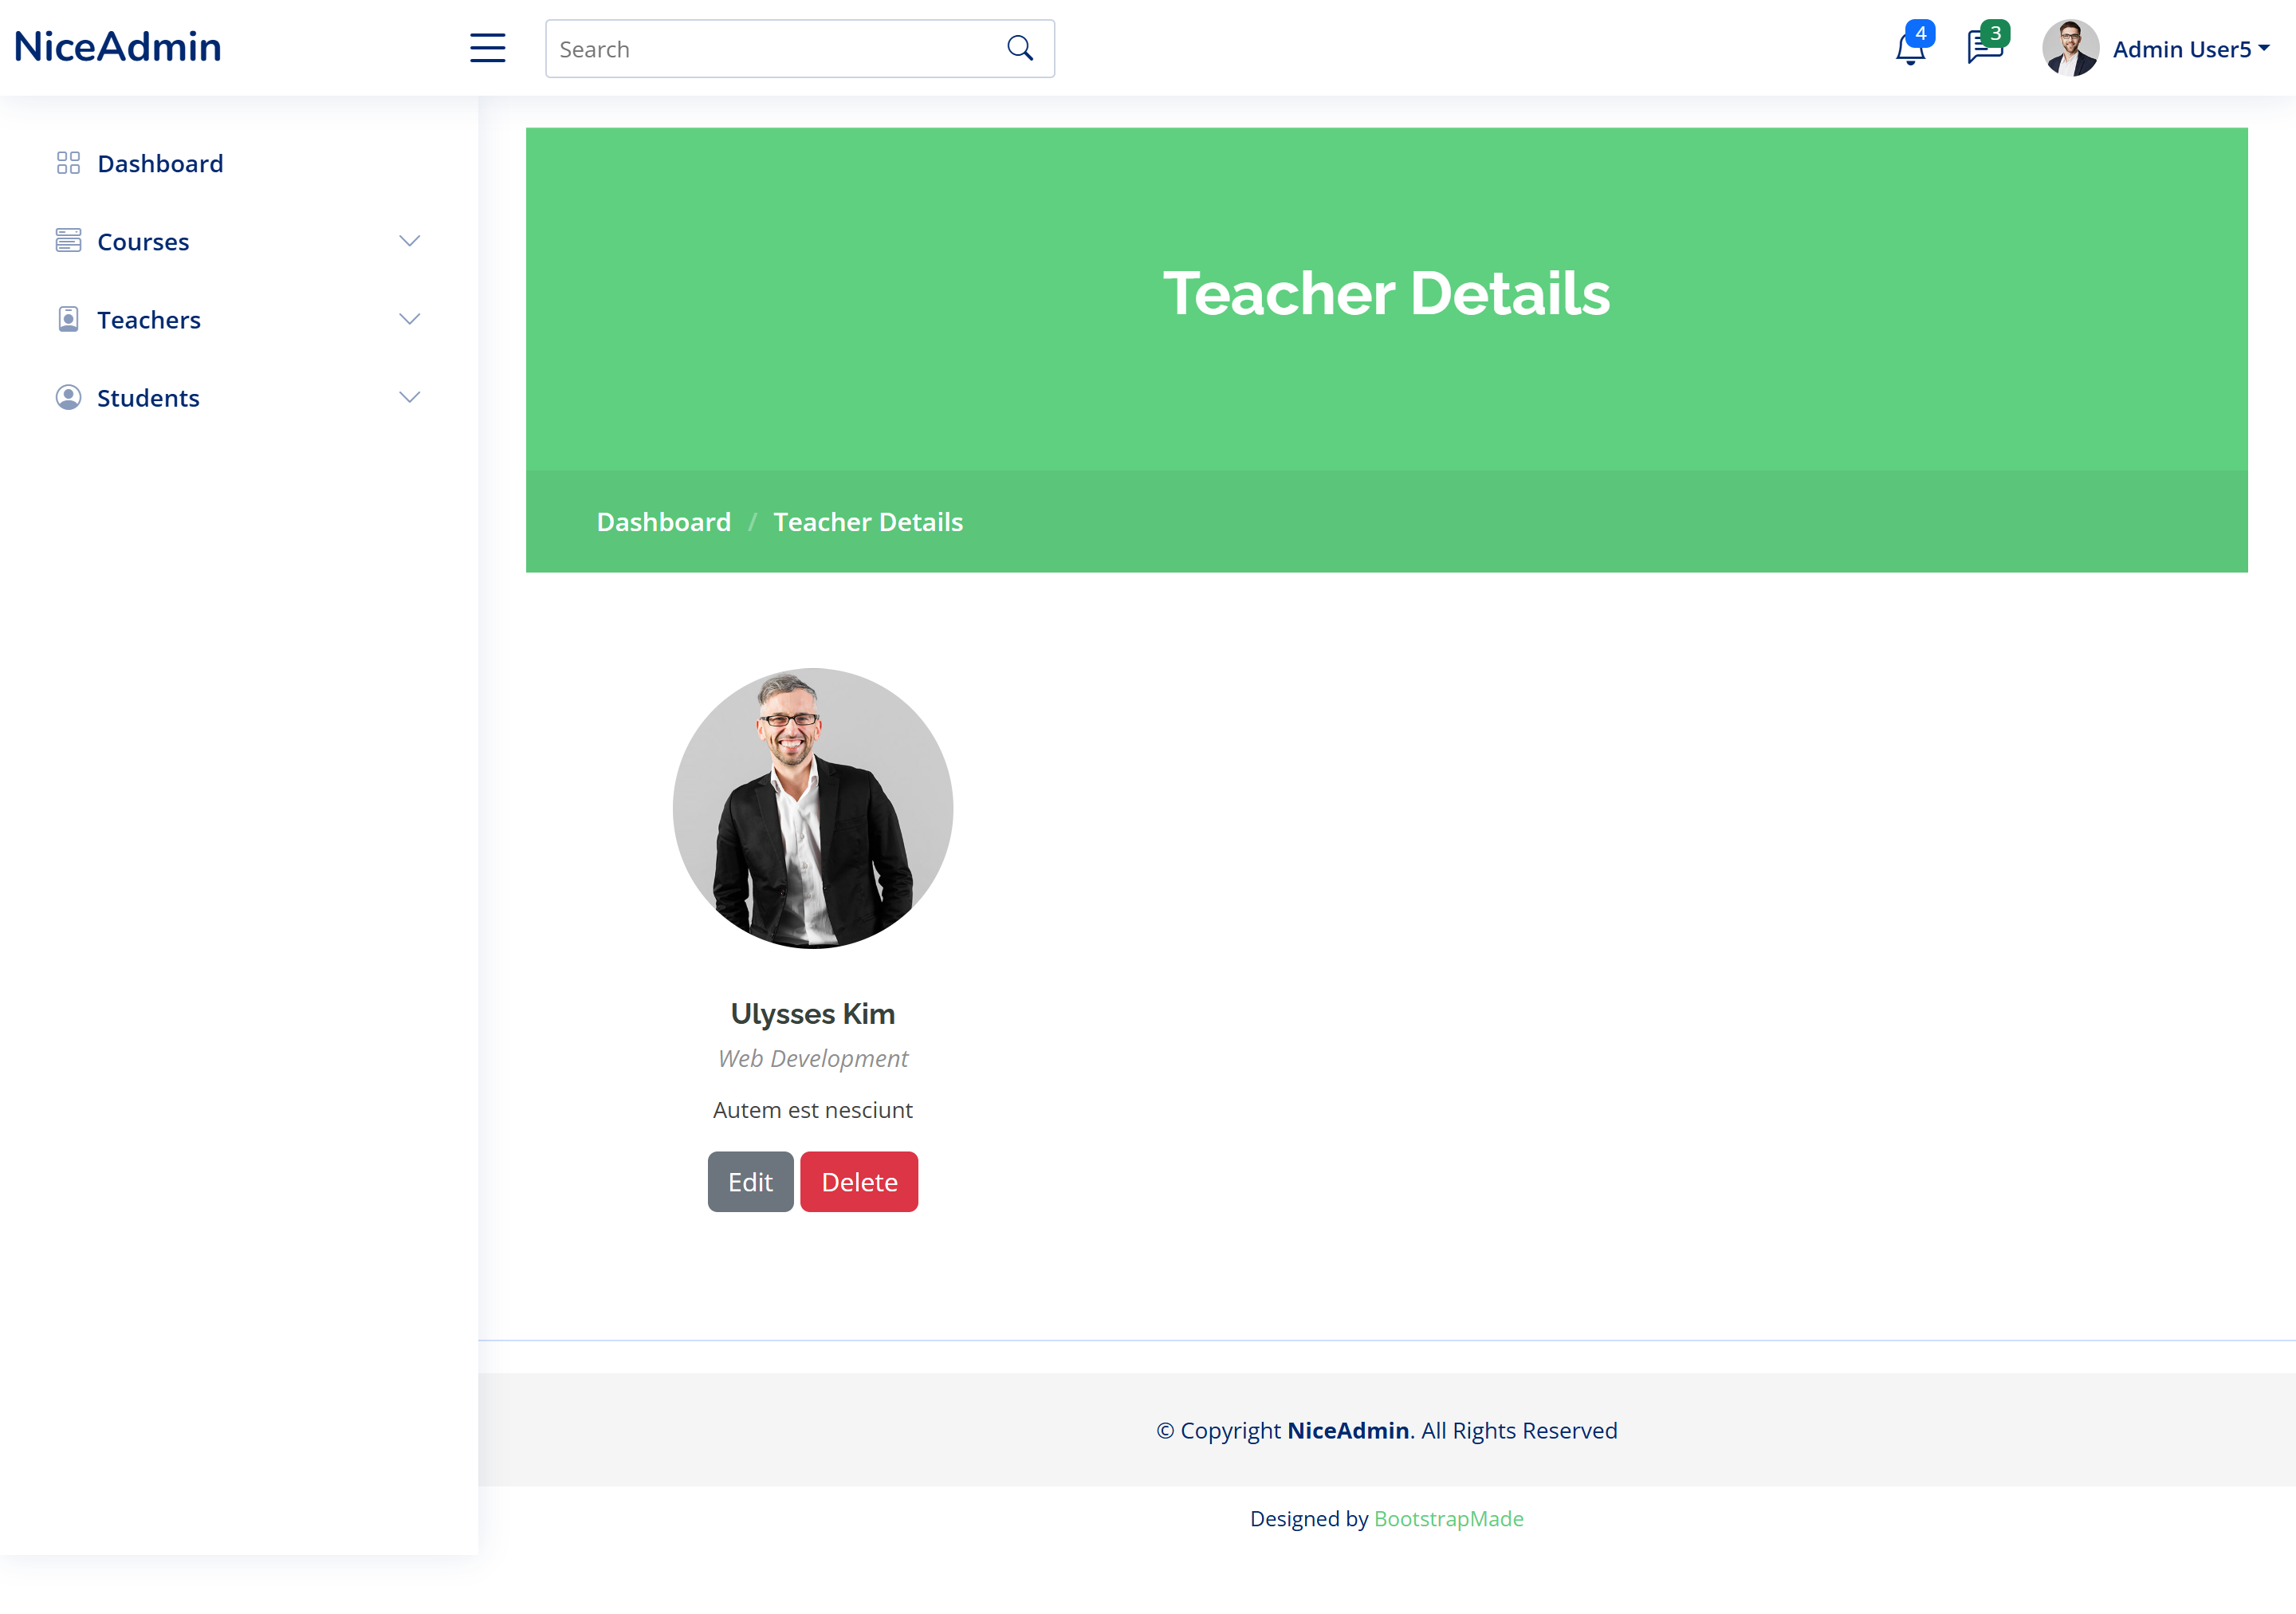 NiceAdmin
Search
4
3
Admin User5
Dashboard
Courses
Teachers
Students
Teacher Details
Dashboard / Teacher Details
Ulysses Kim
Web Development
Autem est nesciunt
Edit Delete
© Copyright NiceAdmin. All Rights Reserved
Designed by BootstrapMade